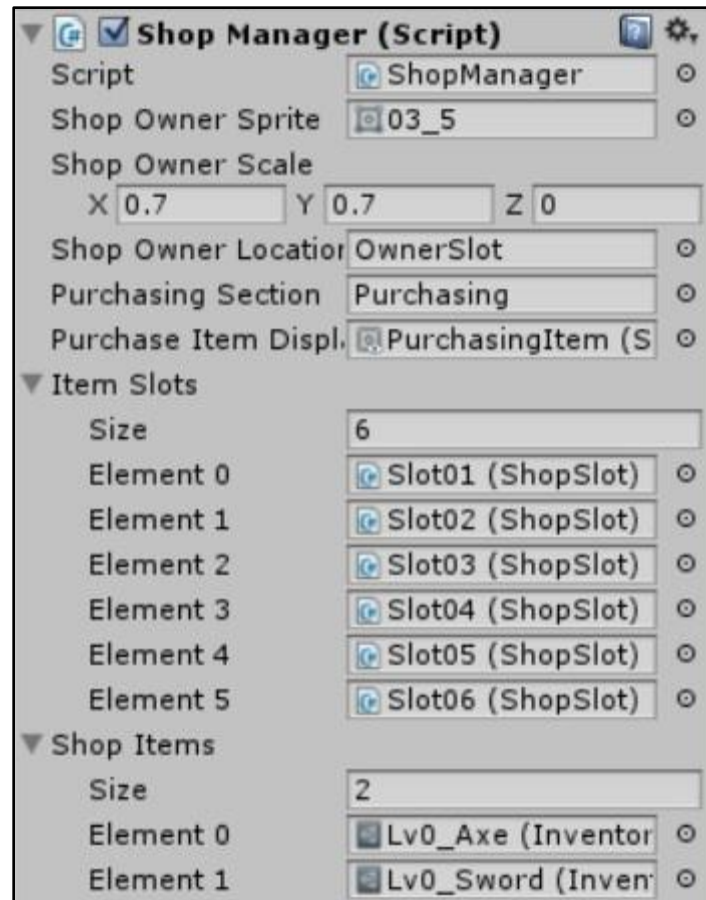 Shop Manager (Script)
Script ShopManager
Shop Owner Sprite 03_5
Shop Owner Scale
X 0.7 Y 0.7 Z 0
Shop Owner Location OwnerSlot
Purchasing Section Purchasing
Purchase Item Displ PurchasingItem (S
Item Slots
Size 6
Element 0 Slot01 (ShopSlot)
Element 1 Slot02 (ShopSlot)
Element 2 Slot03 (ShopSlot)
Element 3 Slot04 (ShopSlot)
Element 4 Slot05 (ShopSlot)
Element 5 Slot06 (ShopSlot)
Shop Items
Size 2
Element 0 Lv0_Axe (Inventor
Element 1 Lv0_Sword (Inven